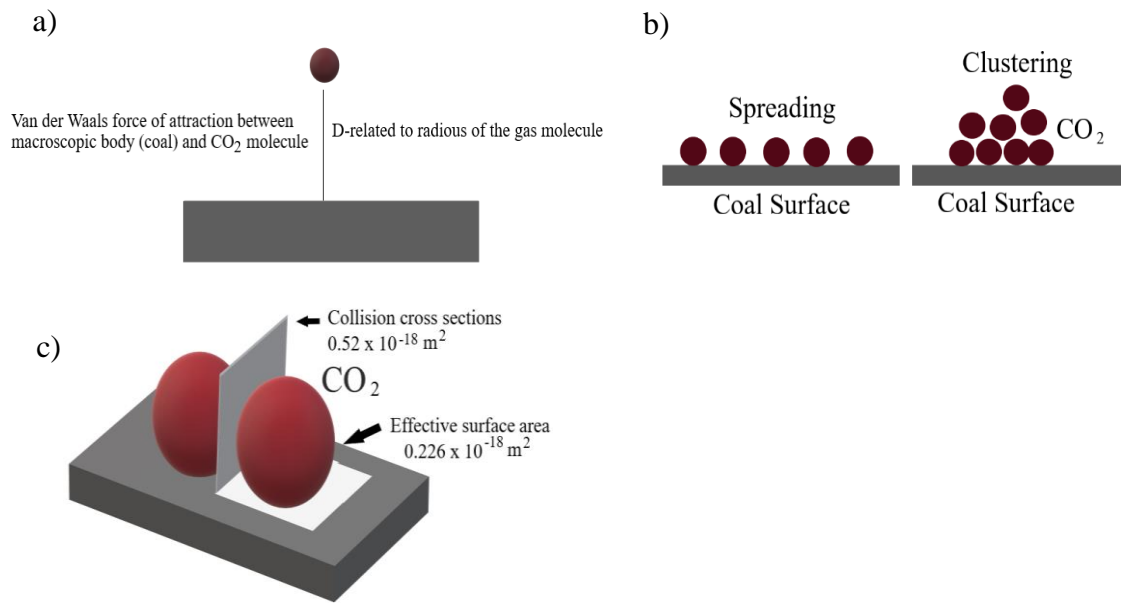 a)
Van der Waals force of attraction between
macroscopic body (coal) and CO₂ molecule
D-related to radious of the gas molecule
b)
Spreading
Coal Surface
Clustering
CO₂
Coal Surface
c)
Collision cross sections
0.52 x 10⁻¹⁸ m²
CO₂
Effective surface area
0.226 x 10⁻¹⁸ m²